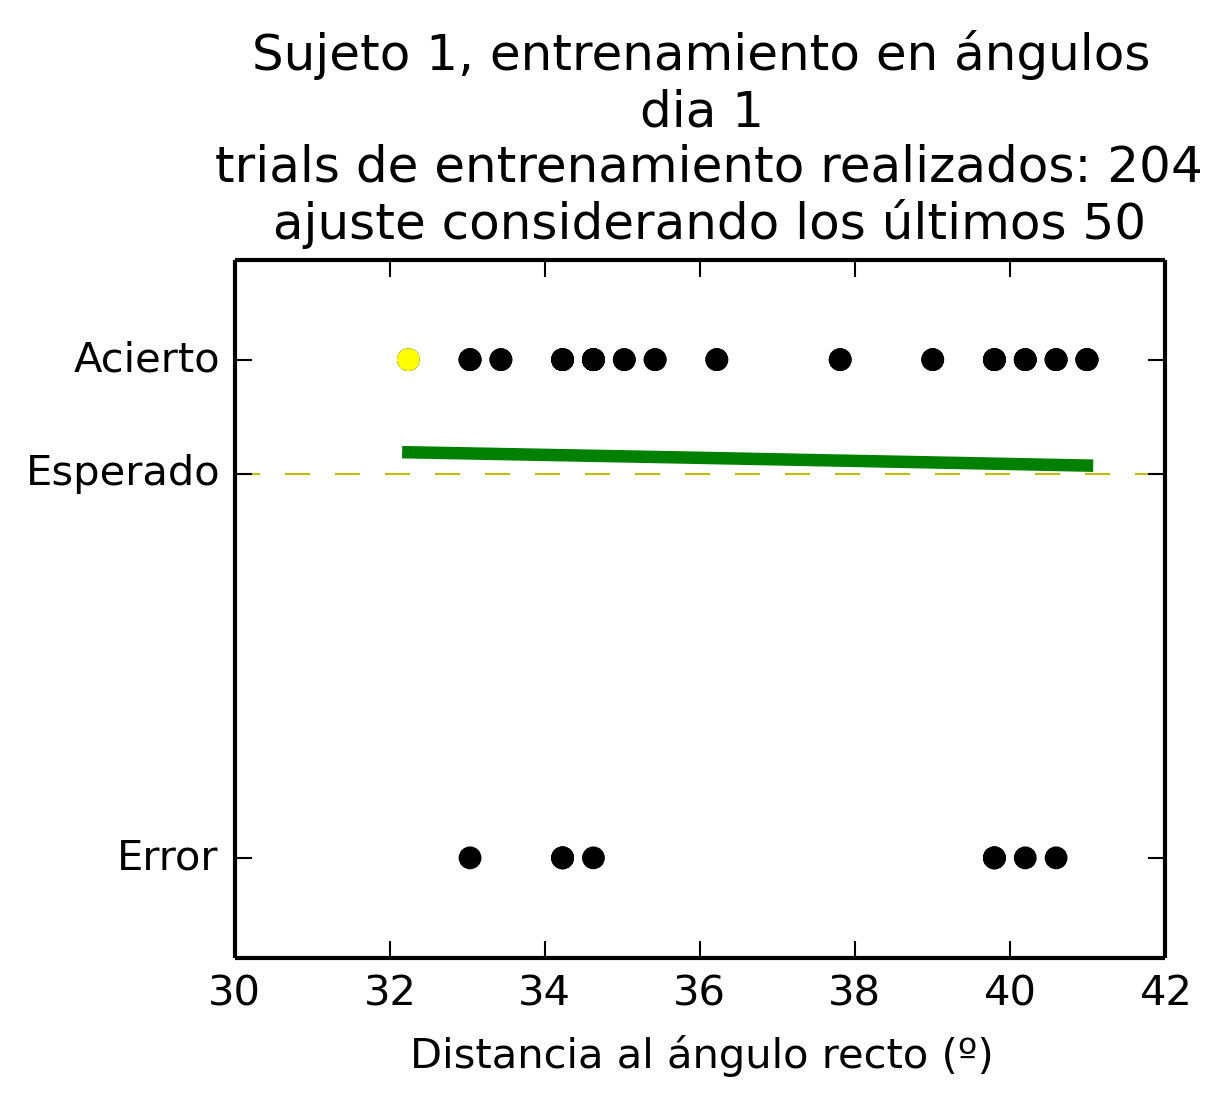 Sujeto 1, entrenamiento en ángulos
dia 1
trials de entrenamiento realizados: 204
ajuste considerando los últimos 50
Acierto
Esperado
Error
30 32 34 36 38 40 42
Distancia al ángulo recto (º)